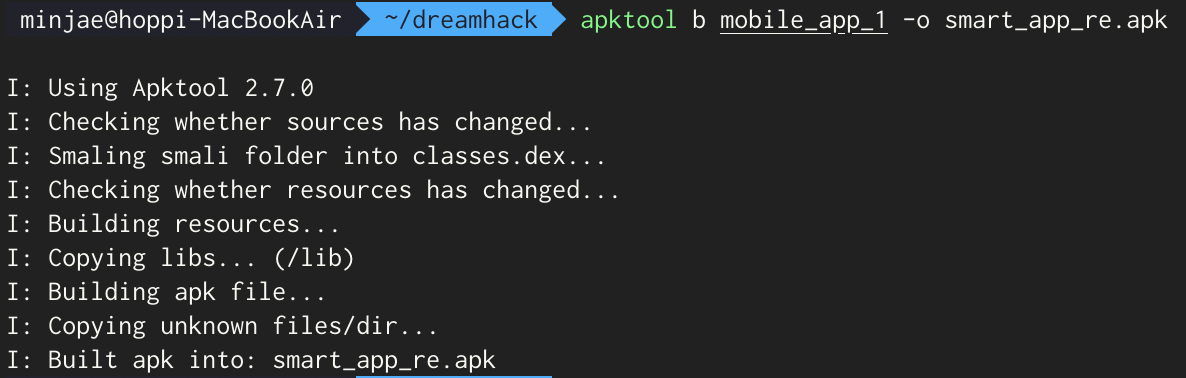 minjae@hoppi-MacBookAir ~/dreamhack apktool b mobile_app_1 -o smart_app_re.apk
I: Using Apktool 2.7.0
I: Checking whether sources has changed...
I: Smaling smali folder into classes.dex...
I: Checking whether resources has changed...
I: Building resources...
I: Copying libs... (/lib)
I: Building apk file...
I: Copying unknown files/dir...
I: Built apk into: smart_app_re.apk